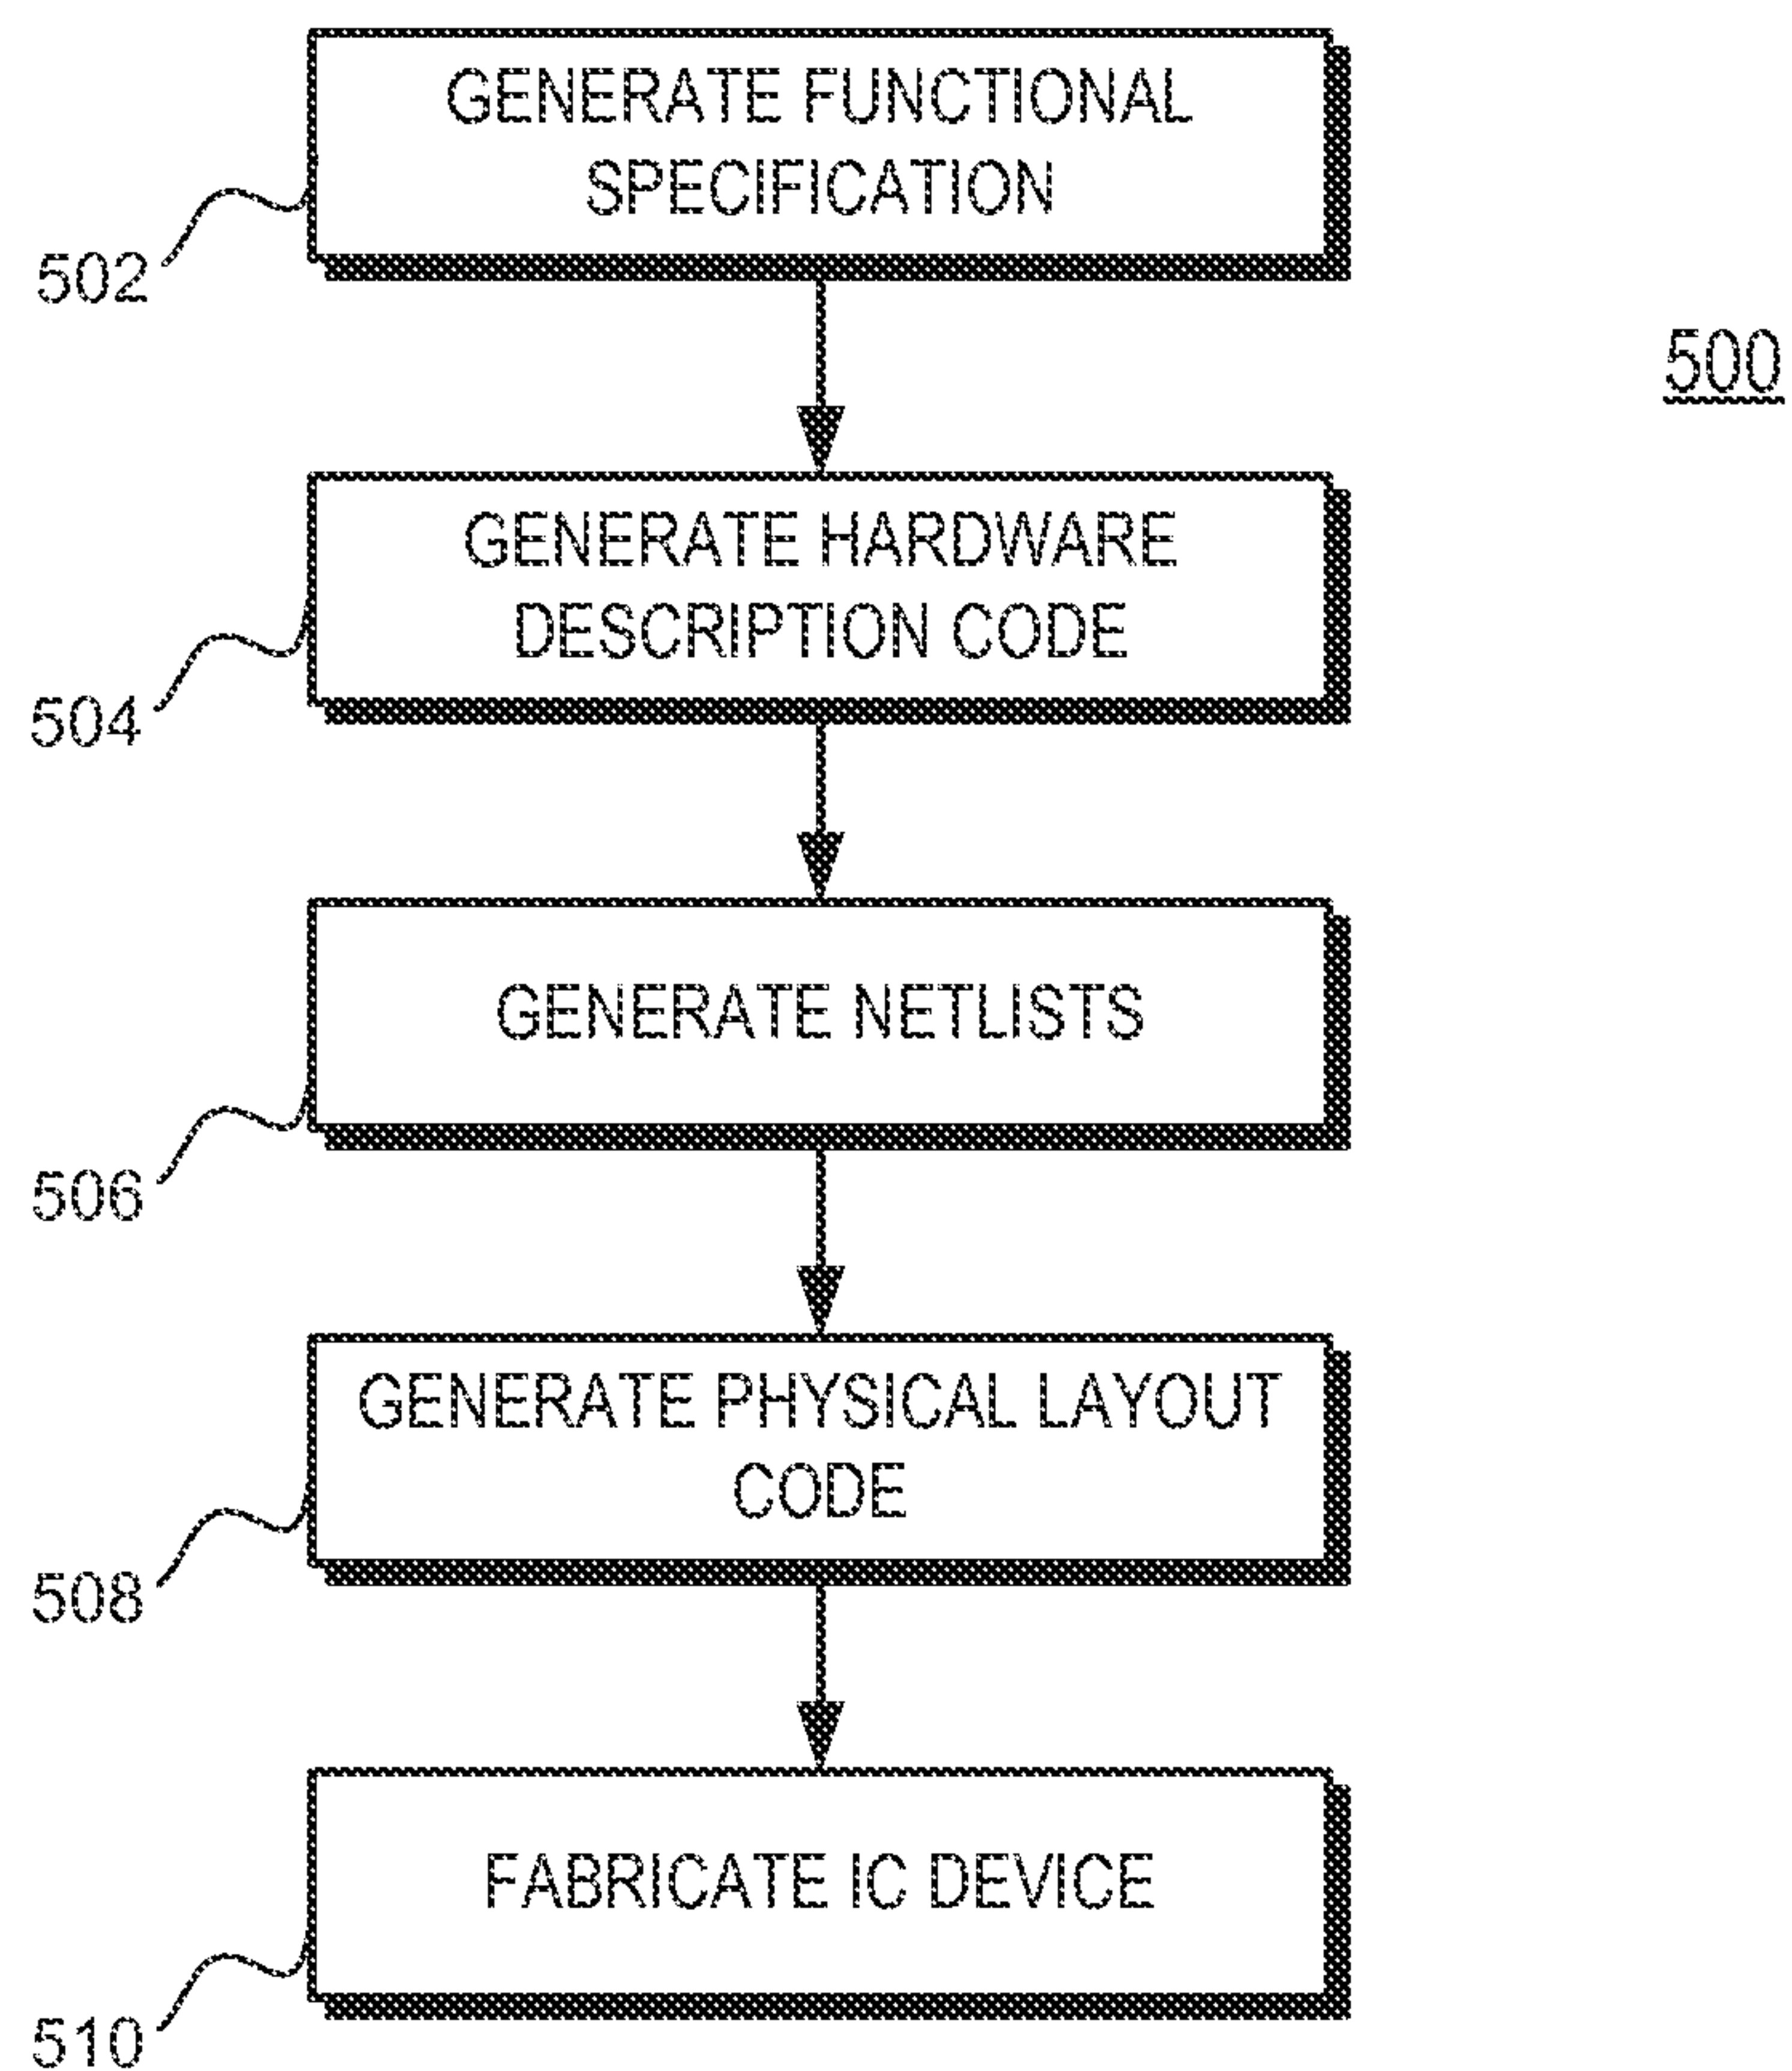 GENERATE FUNCTIONAL
SPECIFICATION
502
500
GENERATE HARDWARE
DESCRIPTION CODE
504
GENERATE NETLISTS
506
GENERATE PHYSICAL LAYOUT
CODE
508
FABRICATE IC DEVICE
510